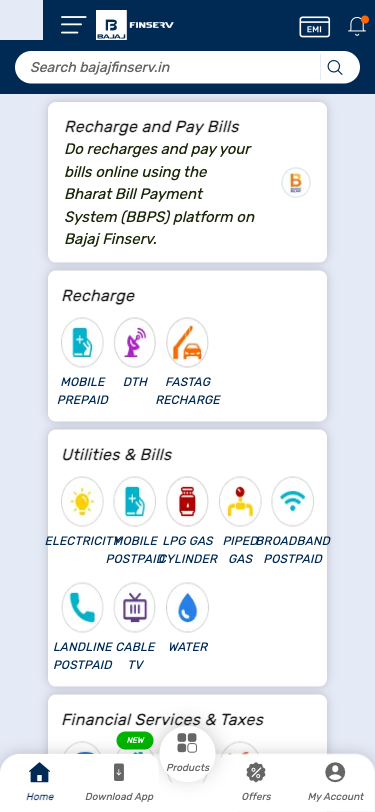 B
BAJAJ
FINSERV
EMI
Search bajajfinserv.in
Recharge and Pay Bills
Do recharges and pay your
bills online using the
Bharat Bill Payment
System (BBPS) platform on
Bajaj Finserv.
B
Recharge
MOBILE
PREPAID
DTH
FASTAG
RECHARGE
Utilities & Bills
ELECTRICITY
MOBILE
POSTPAID
LPG GAS
CYLINDER
PIPED
GAS
BROADBAND
POSTPAID
LANDLINE
POSTPAID
CABLE
TV
WATER
Financial Services & Taxes
NEW
Home
Download App
Products
Offers
My Account